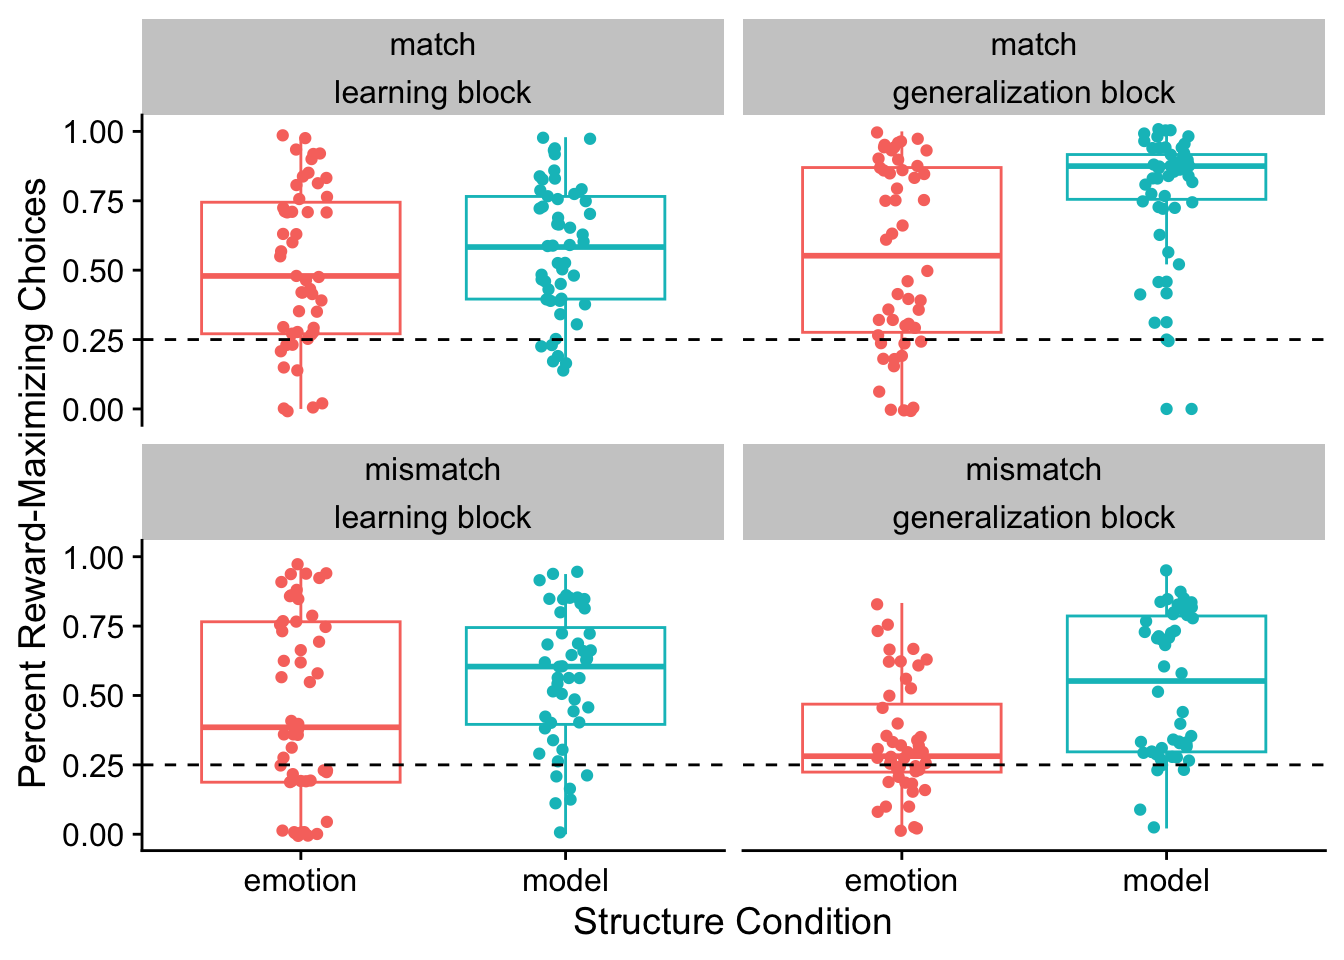 match
learning block
match
generalization block
1.00
0.75
0.50
0.25
0.00
mismatch
learning block
mismatch
generalization block
1.00
0.75
0.50
0.25
0.00
Percent Reward-Maximizing Choices
emotion
model
emotion
model
Structure Condition